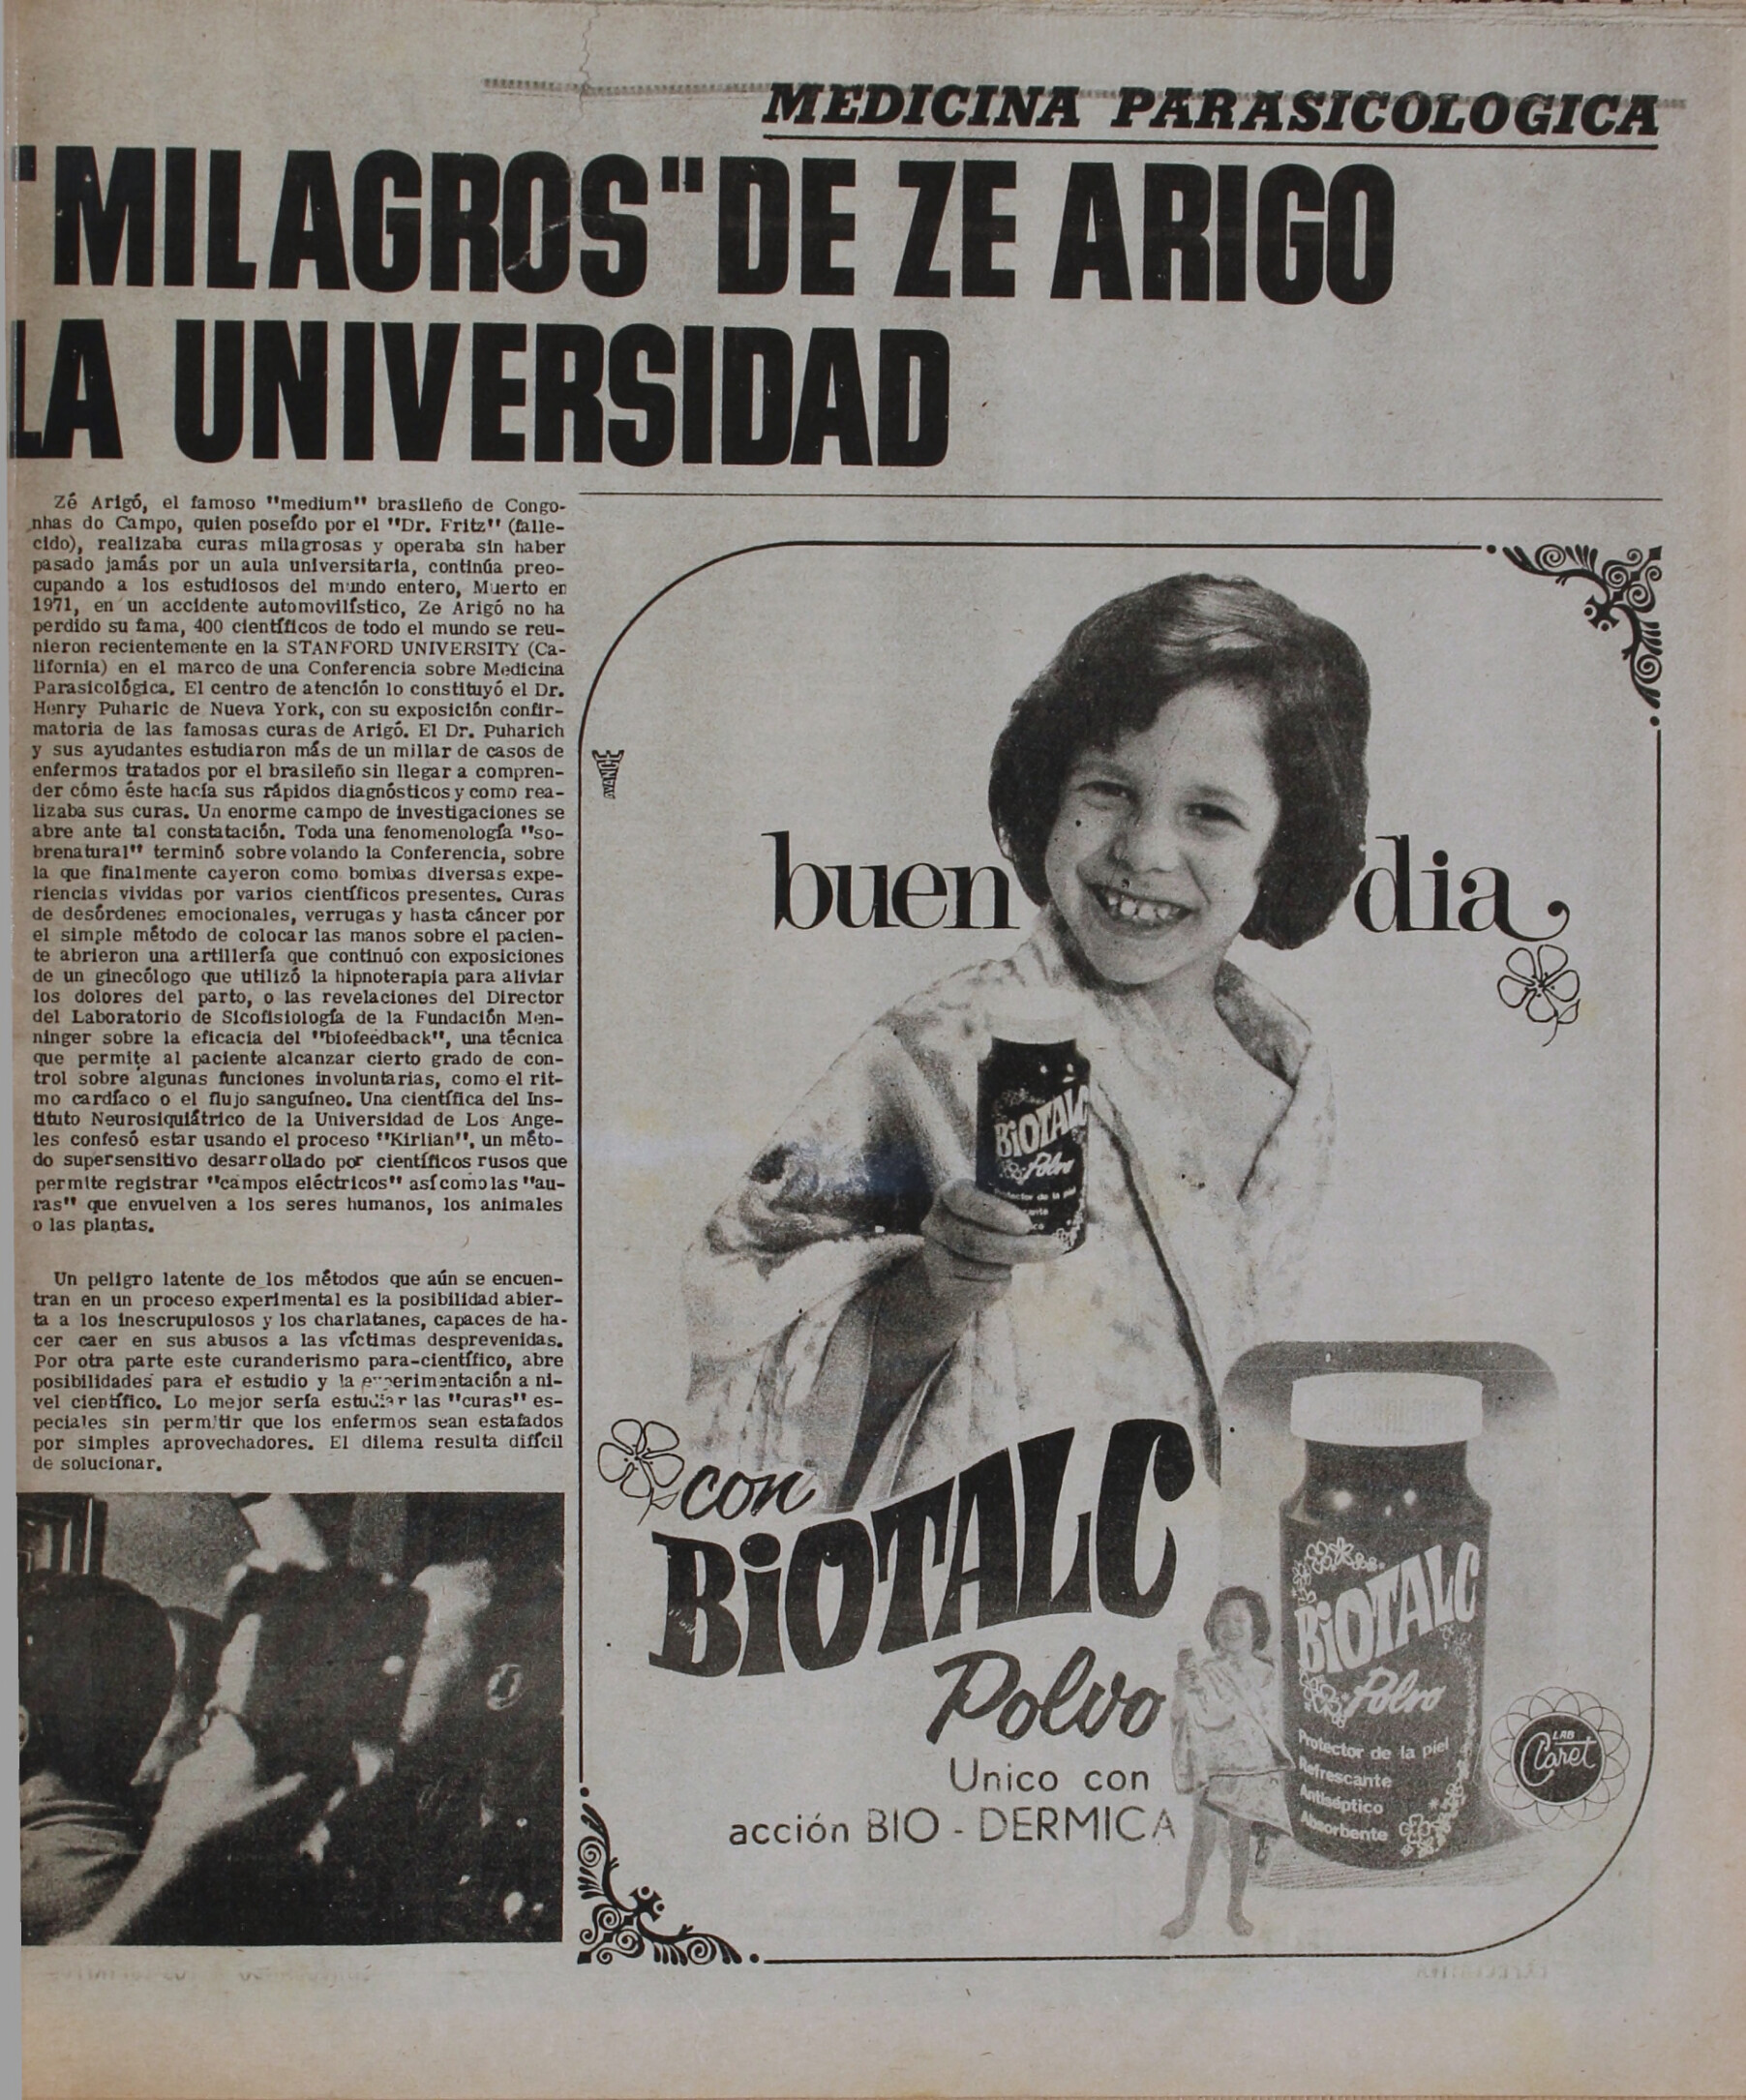 MEDICINA PARASICOLOGICA
"MILAGROS" DE ZE ARIGO
LA UNIVERSIDAD
Zé Arigó, el famoso "medium" brasileño de Congo-
nhas do Campo, quien poseído por el "Dr. Fritz" (falle-
cido), realizaba curas milagrosas y operaba sin haber
pasado jamás por un aula universitaria, continúa preo-
cupando a los estudiosos del mundo entero, Muerto en
1971, en un accidente automovilístico, Ze Arigó no ha
perdido su fama, 400 científicos de todo el mundo se reu-
nieron recientemente en la STANFORD UNIVERSITY (Ca-
lifornia) en el marco de una Conferencia sobre Medicina
Parasicológica. El centro de atención lo constituyó el Dr.
Henry Puharic de Nueva York, con su exposición confir-
matoria de las famosas curas de Arigó. El Dr. Puharich
y sus ayudantes estudiaron más de un millar de casos de
enfermos tratados por el brasileño sin llegar a compren-
der cómo éste hacía sus rápidos diagnósticos y como rea-
lizaba sus curas. Un enorme campo de investigaciones se
abre ante tal constatación. Toda una fenomenología "so-
brenatural" terminó sobrevolando la Conferencia, sobre
la que finalmente cayeron como bombas diversas expe-
riencias vividas por varios científicos presentes. Curas
de desórdenes emocionales, verrugas y hasta cáncer por
el simple método de colocar las manos sobre el pacien-
te abrieron una artillería que continuó con exposiciones
de un ginecólogo que utilizó la hipnoterapia para aliviar
los dolores del parto, o las revelaciones del Director
del Laboratorio de Sicofisiología de la Fundación Men-
ninger sobre la eficacia del "biofeedback", una técnica
que permite al paciente alcanzar cierto grado de con-
trol sobre algunas funciones involuntarias, como el rit-
mo cardíaco o el flujo sanguíneo. Una científica del Ins-
tituto Neurosiquiátrico de la Universidad de Los Ange-
les confesó estar usando el proceso "Kirlian", un méto-
do supersensitivo desarrollado por científicos rusos que
permite registrar "campos eléctricos" así como las "au-
ras" que envuelven a los seres humanos, los animales
o las plantas.
Un peligro latente de los métodos que aún se encuen-
tran en un proceso experimental es la posibilidad abier-
ta a los inescrupulosos y los charlatanes, capaces de ha-
cer caer en sus abusos a las víctimas desprevenidas.
Por otra parte este curanderismo para-científico, abre
posibilidades para el estudio y la experimentación a ni-
vel científico. Lo mejor sería estudiar las "curas" es-
peciales sin permitir que los enfermos sean estafados
por simples aprovechadores. El dilema resulta difícil
de solucionar.
AVANCE
buen dia
BIOTALC
Polvo
Protector de la piel
con
BIOTALC
Polvo
Unico con
acción BIO - DERMICA
BIOTALC
Polvo
Protector de la piel
Refrescante
Antiséptico
Absorbente
LAB
Claret